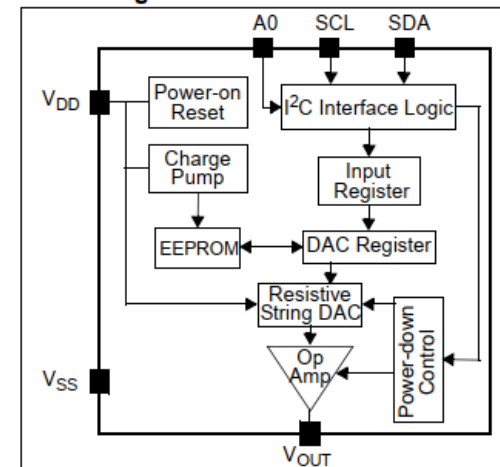 A0 SCL SDA
VDD
Power-on
Reset
I²C Interface Logic
Charge
Pump
Input
Register
EEPROM
DAC Register
Resistive
String DAC
Power-down
Control
Op
Amp
VSS
VOUT